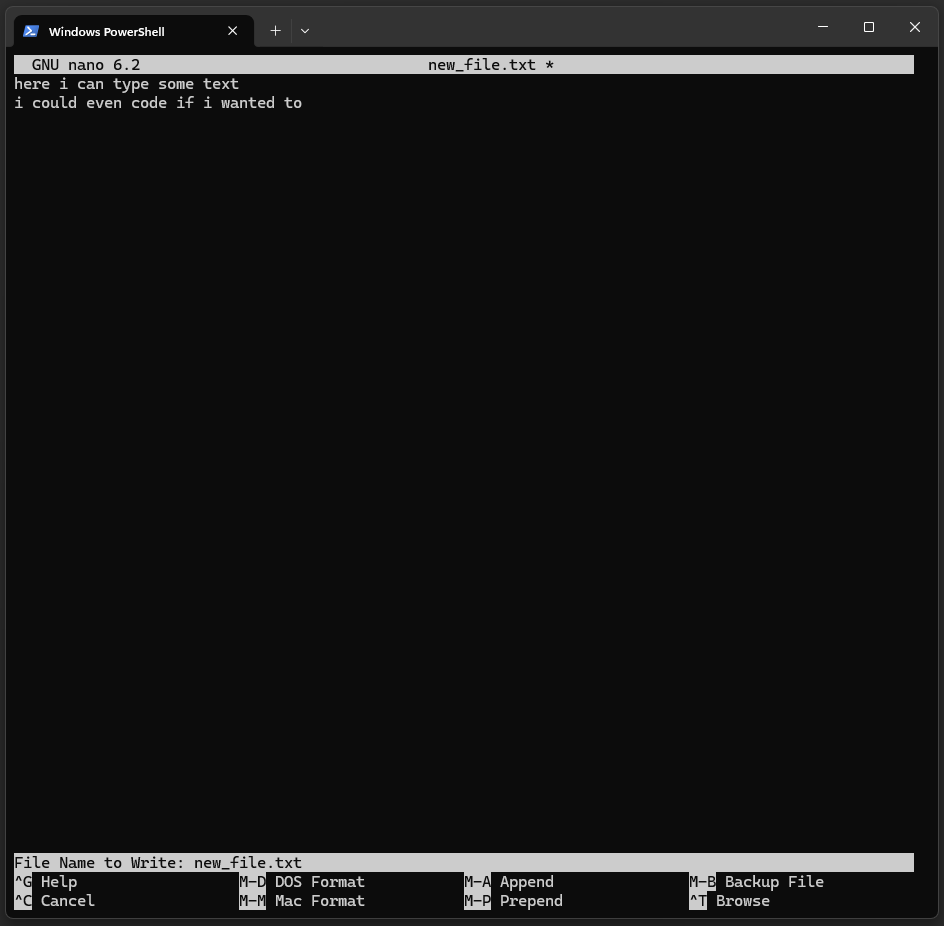 Windows PowerShell
GNU nano 6.2 new_file.txt *
here i can type some text
i could even code if i wanted to
File Name to Write: new_file.txt
^G Help M-D DOS Format M-A Append M-B Backup File
^C Cancel M-M Mac Format M-P Prepend ^T Browse